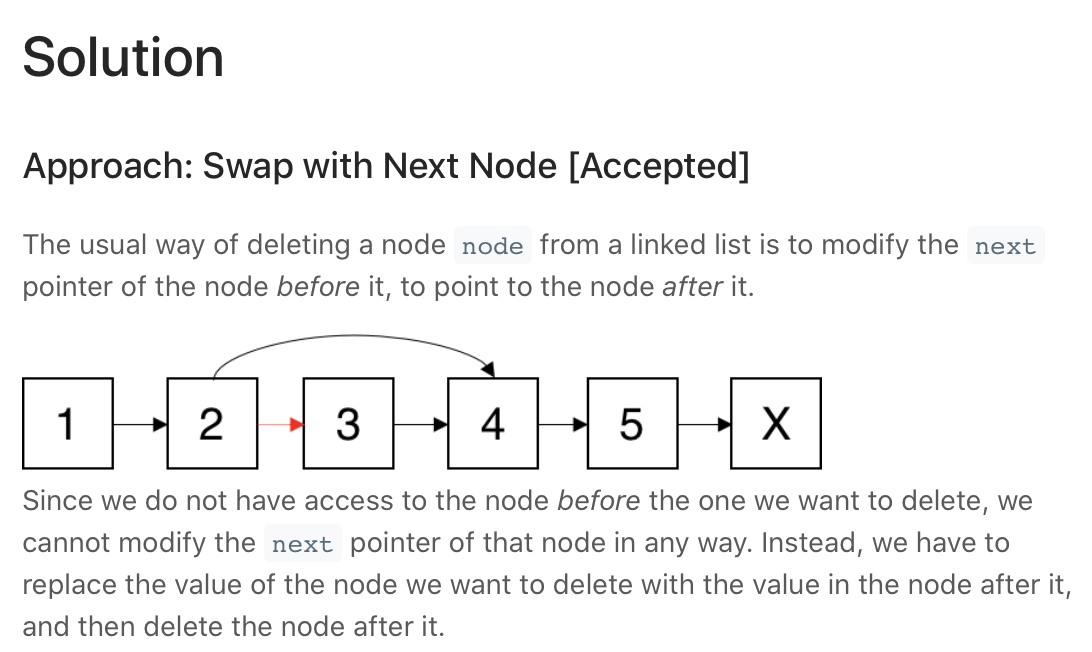 Solution
Approach: Swap with Next Node [Accepted]
The usual way of deleting a node node from a linked list is to modify the next
pointer of the node before it, to point to the node after it.
1 2 3 4 5 X
Since we do not have access to the node before the one we want to delete, we
cannot modify the next pointer of that node in any way. Instead, we have to
replace the value of the node we want to delete with the value in the node after it,
and then delete the node after it.